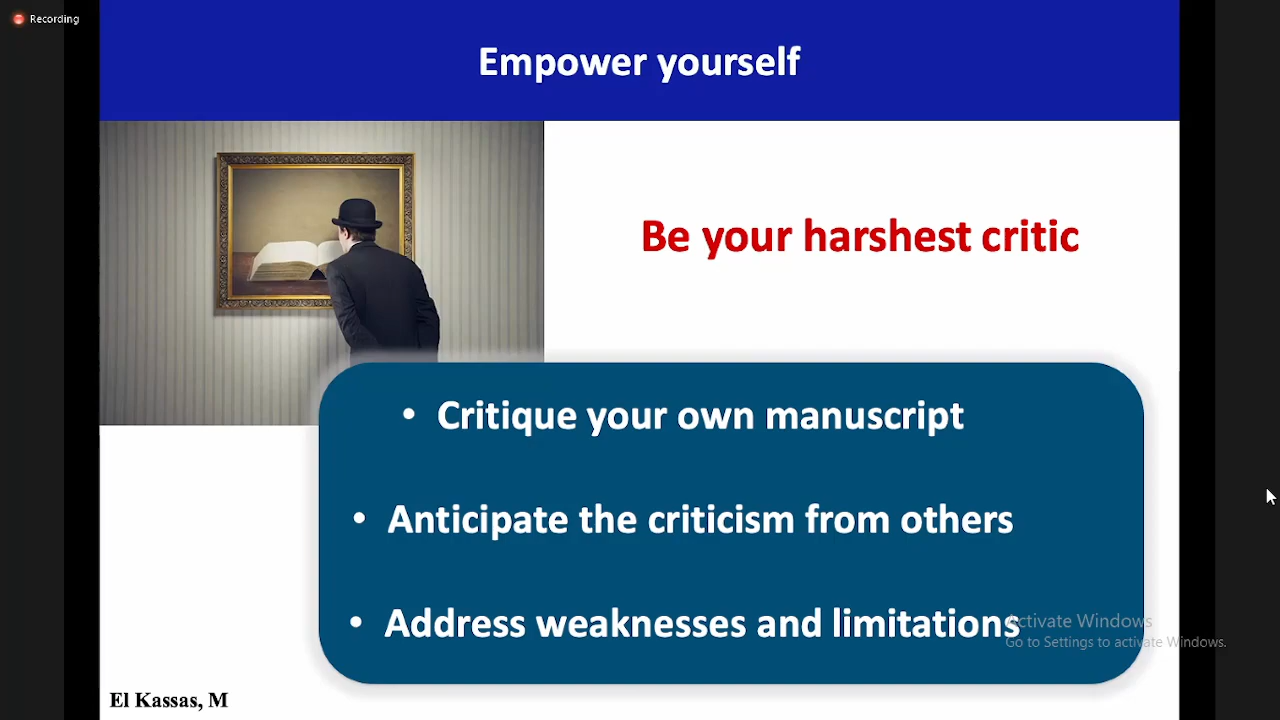 Recording
Empower yourself
Be your harshest critic
• Critique your own manuscript
• Anticipate the criticism from others
• Address weaknesses and limitations
Activate Windows
Go to Settings to activate Windows.
El Kassas, M